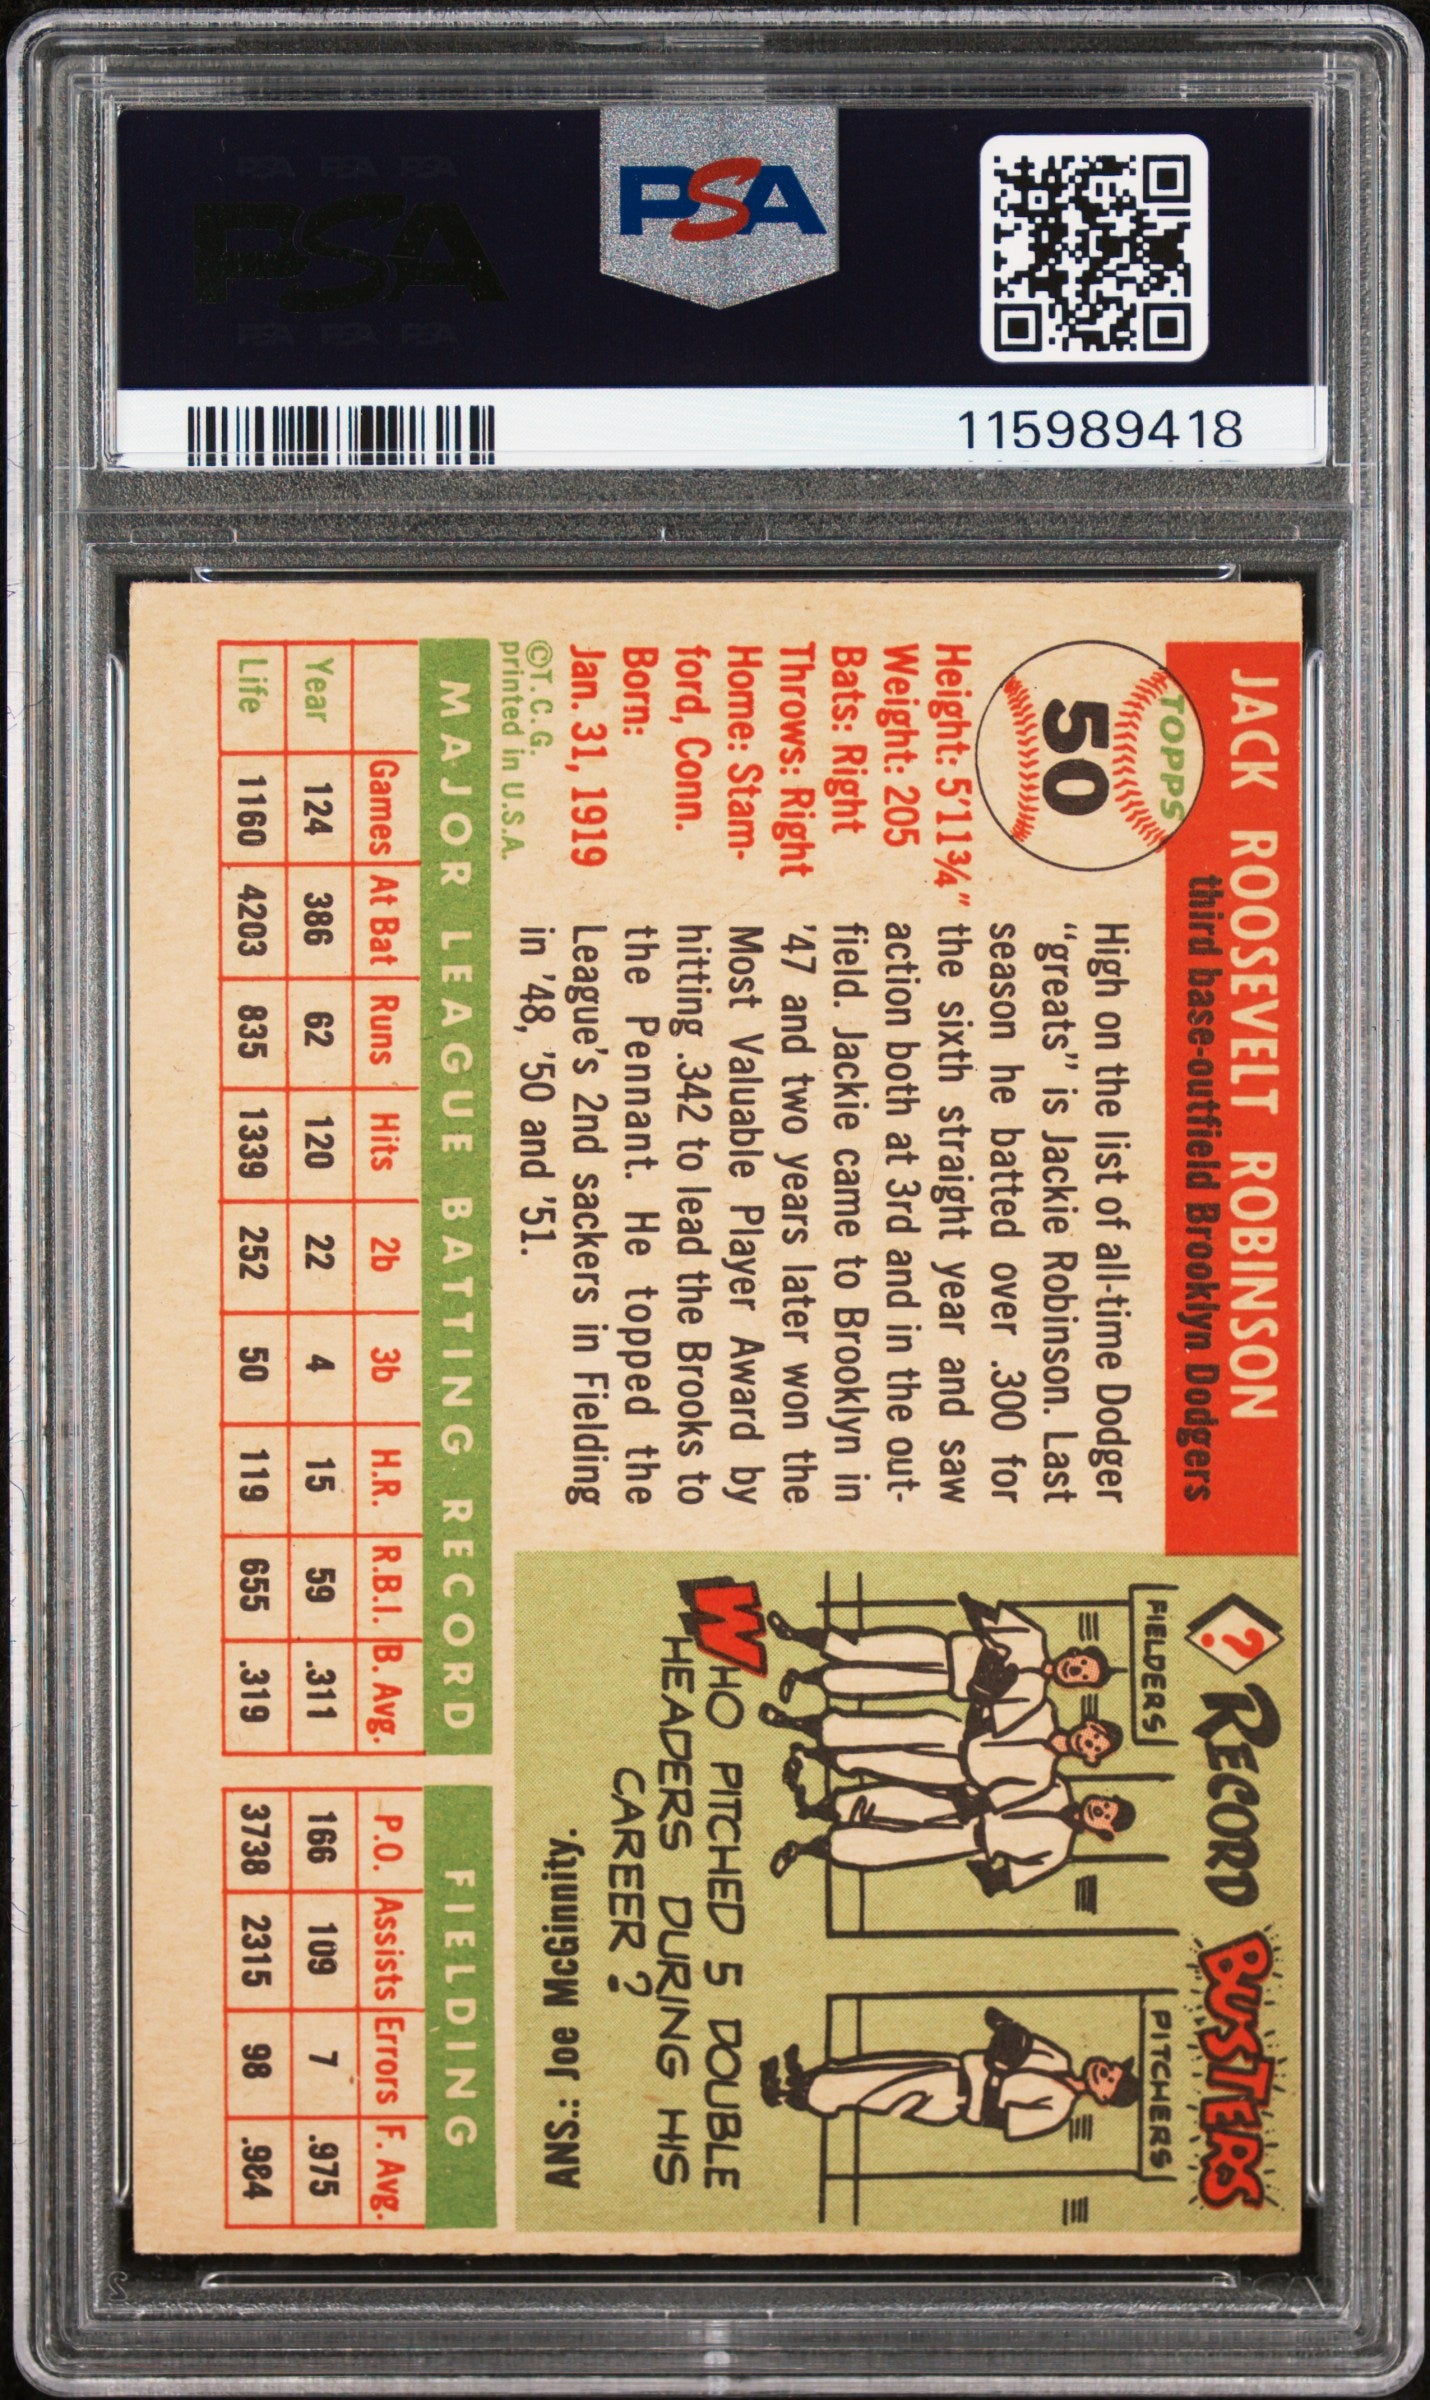 PSA PSA PSA
PSA
PSA PSA PSA
PSA
115989418
JACK ROOSEVELT ROBINSON
third base-outfield Brooklyn Dodgers
TOPPS
50
Height: 5'11¾"
Weight: 205
Bats: Right
Throws: Right
Home: Stam-
ford, Conn.
Born:
Jan. 31, 1919
©T.C.G.
printed in U.S.A.
High on the list of all-time Dodger
“greats” is Jackie Robinson. Last
season he batted over .300 for
the sixth straight year and saw
action both at 3rd and in the out-
field. Jackie came to Brooklyn in
'47 and two years later won the
Most Valuable Player Award by
hitting .342 to lead the Brooks to
the Pennant. He topped the
League's 2nd sackers in Fielding
in '48, '50 and '51.
? RECORD BUSTERS
FIELDERS
PITCHERS
WHO PITCHED 5 DOUBLE
HEADERS DURING HIS
CAREER?
ANS.: Joe McGinnity.
MAJOR LEAGUE BATTING RECORD
FIELDING
Games At Bat Runs Hits 2b 3b H.R. R.B.I. B. Avg. P.O. Assists Errors F. Avg.
Year 124 386 62 120 22 4 15 59 .311 166 109 7 .975
Life 1160 4203 835 1339 252 50 119 655 .319 3738 2315 98 .984